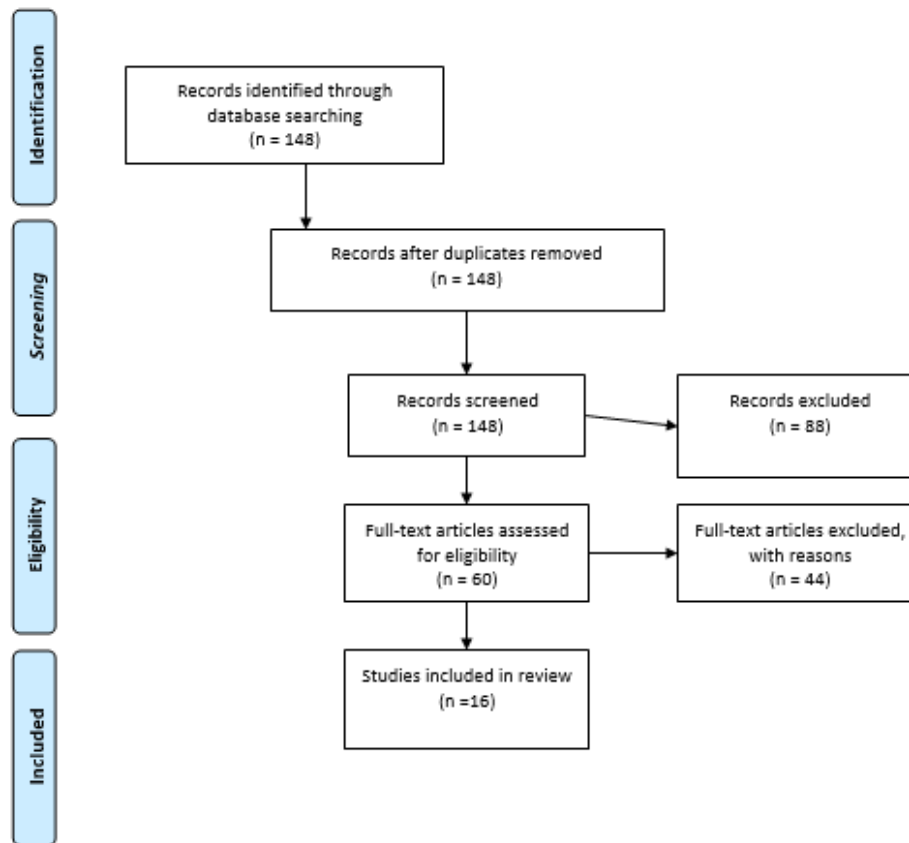 Identification
Records identified through
database searching
(n = 148)
Screening
Records after duplicates removed
(n = 148)
Records screened
(n = 148)
Records excluded
(n = 88)
Eligibility
Full-text articles assessed
for eligibility
(n = 60)
Full-text articles excluded,
with reasons
(n = 44)
Included
Studies included in review
(n =16)